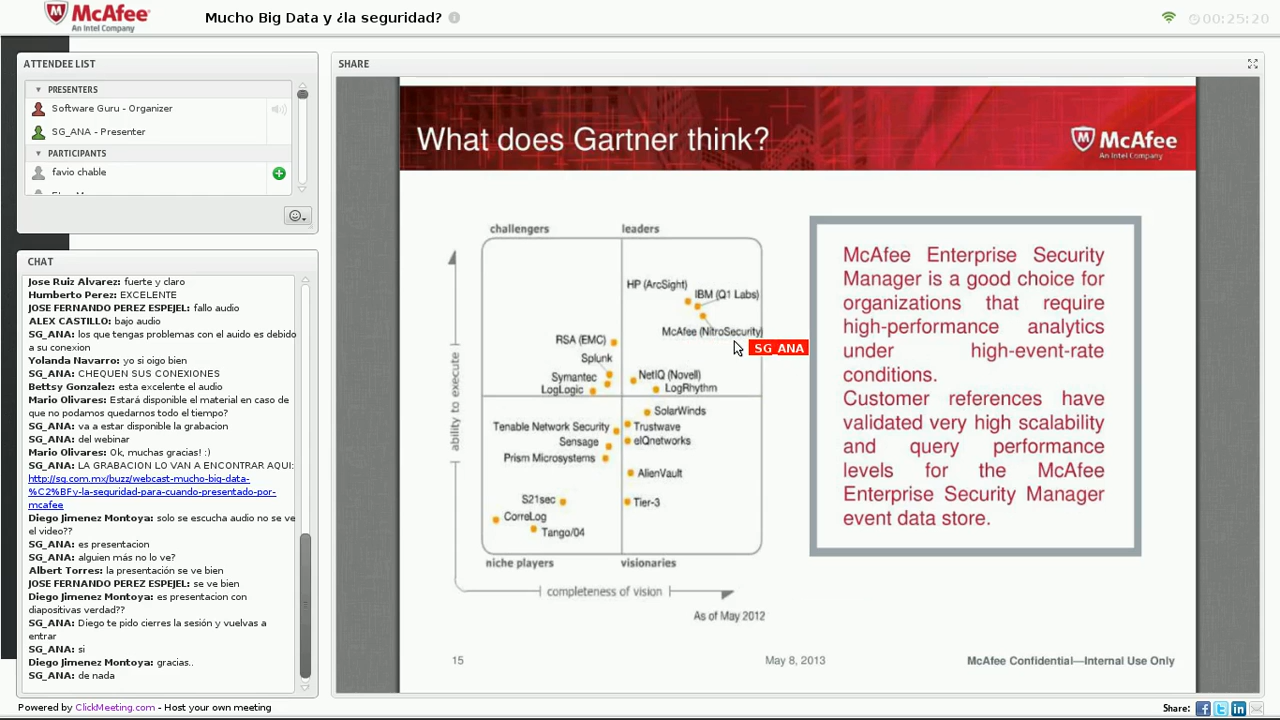 McAfee
An Intel Company
Mucho Big Data y ¿la seguridad?
00:25:20
ATTENDEE LIST
PRESENTERS
Software Guru - Organizer
SG_ANA - Presenter
PARTICIPANTS
favio chable
CHAT
Jose Ruiz Alvarez: fuerte y claro
Humberto Perez: EXCELENTE
JOSE FERNANDO PEREZ ESPEJEL: fallo audio
ALEX CASTILLO: bajo audio
SG_ANA: los que tengas problemas con el auido es debido
a su conexion
Yolanda Navarro: yo si oigo bien
SG_ANA: CHEQUEN SUS CONEXIONES
Bettsy Gonzalez: esta excelente el audio
Mario Olivares: Estará disponible el material en caso de
que no podamos quedarnos todo el tiempo?
SG_ANA: va a estar disponible la grabacion
SG_ANA: del webinar
Mario Olivares: Ok, muchas gracias! :)
SG_ANA: LA GRABACION LO VAN A ENCONTRAR AQUI:
http://sg.com.mx/buzz/webcast-mucho-big-data-
%C2%BFy-la-seguridad-para-cuando-presentado-por-
mcafee
Diego Jimenez Montoya: solo se escucha audio no se ve
el video??
SG_ANA: es presentacion
SG_ANA: alguien más no lo ve?
Albert Torres: la presentación se ve bien
JOSE FERNANDO PEREZ ESPEJEL: se ve bien
Diego Jimenez Montoya: es presentacion con
diapositivas verdad??
SG_ANA: Diego te pido cierres la sesión y vuelvas a
entrar
SG_ANA: si
Diego Jimenez Montoya: gracias..
SG_ANA: de nada
SHARE
What does Gartner think?
McAfee
An Intel Company
challengers
leaders
HP (ArcSight)
IBM (Q1 Labs)
McAfee (NitroSecurity)
SG_ANA
RSA (EMC)
Splunk
Symantec
LogLogic
NetIQ (Novell)
LogRhythm
SolarWinds
Tenable Network Security
Trustwave
Sensage
eIQnetworks
Prism Microsystems
AlienVault
S21sec
Tier-3
CorreLog
Tango/04
niche players
visionaries
ability to execute
completeness of vision
As of May 2012
McAfee Enterprise Security
Manager is a good choice for
organizations that require
high-performance analytics
under high-event-rate
conditions.
Customer references have
validated very high scalability
and query performance
levels for the McAfee
Enterprise Security Manager
event data store.
15
May 8, 2013
McAfee Confidential—Internal Use Only
Powered by ClickMeeting.com - Host your own meeting
Share: